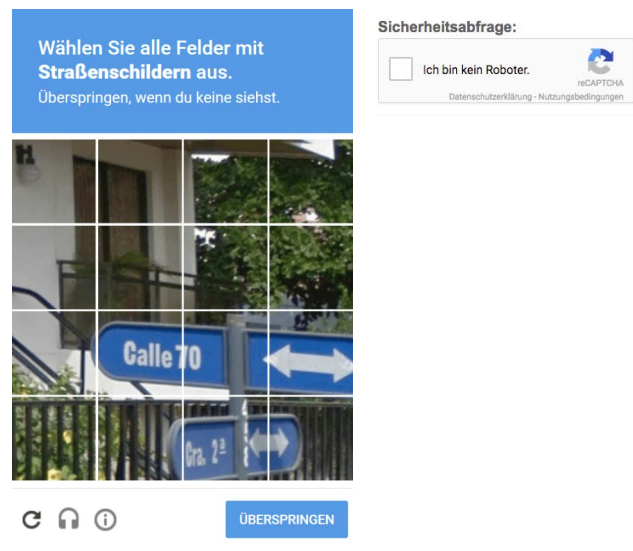 Wählen Sie alle Felder mit
Straßenschildern aus.
Überspringen, wenn du keine siehst.
H
Calle 70
Cra. 2ª
ÜBERSPRINGEN
Sicherheitsabfrage:
Ich bin kein Roboter.
reCAPTCHA
Datenschutzerklärung - Nutzungsbedingungen